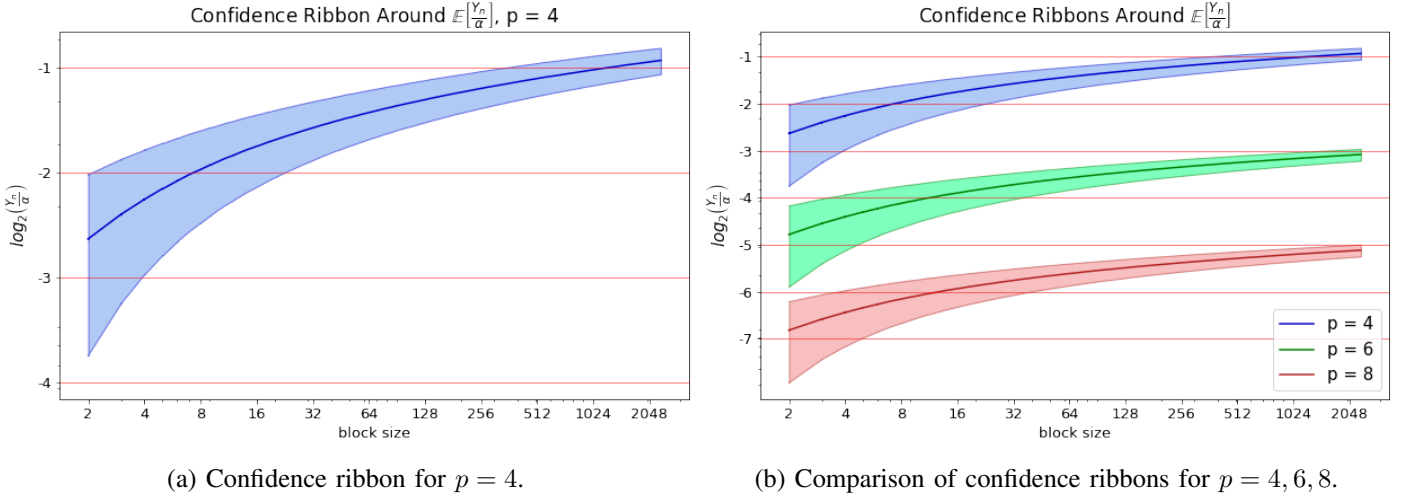 Confidence Ribbon Around 𝔼[Yₙ/α], p = 4
-1
-2
-3
-4
log₂(Yₙ/α)
2 4 8 16 32 64 128 256 512 1024 2048
block size
(a) Confidence ribbon for p = 4.
Confidence Ribbons Around 𝔼[Yₙ/α]
-1
-2
-3
-4
-5
-6
-7
log₂(Yₙ/α)
p = 4
p = 6
p = 8
2 4 8 16 32 64 128 256 512 1024 2048
block size
(b) Comparison of confidence ribbons for p = 4, 6, 8.